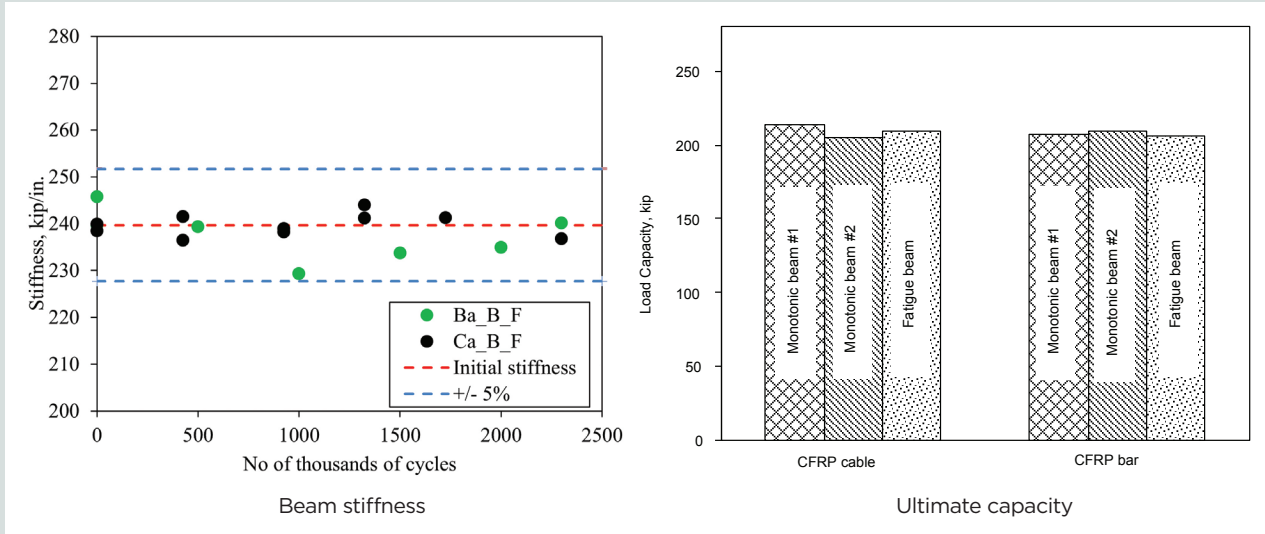 280
270
260
250
240
230
220
210
200
Stiffness, kip/in.
0 500 1000 1500 2000 2500
No of thousands of cycles
Ba_B_F
Ca_B_F
Initial stiffness
+/- 5%
Beam stiffness
250
200
150
100
50
0
Load Capacity, kip
Monotonic beam #1
Monotonic beam #2
Fatigue beam
Monotonic beam #1
Monotonic beam #2
Fatigue beam
CFRP cable CFRP bar
Ultimate capacity